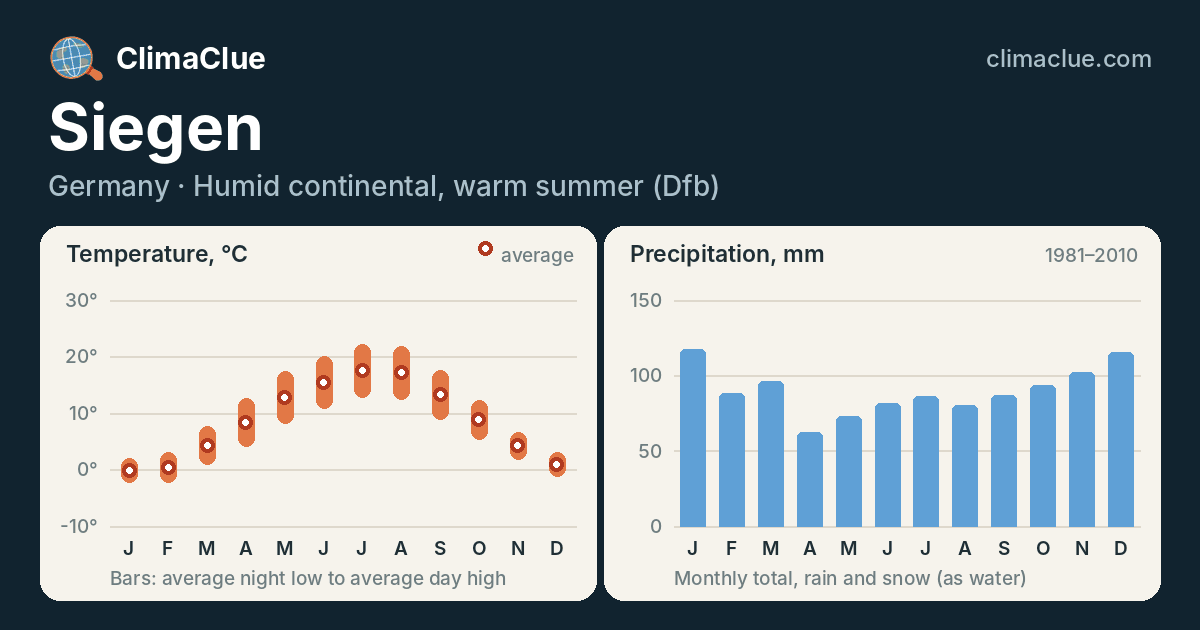 ClimaClue
climaclue.com
Siegen
Germany · Humid continental, warm summer (Dfb)
Temperature, °C
average
30°
20°
10°
0°
-10°
J F M A M J J A S O N D
Bars: average night low to average day high
Precipitation, mm
1981–2010
150
100
50
0
J F M A M J J A S O N D
Monthly total, rain and snow (as water)